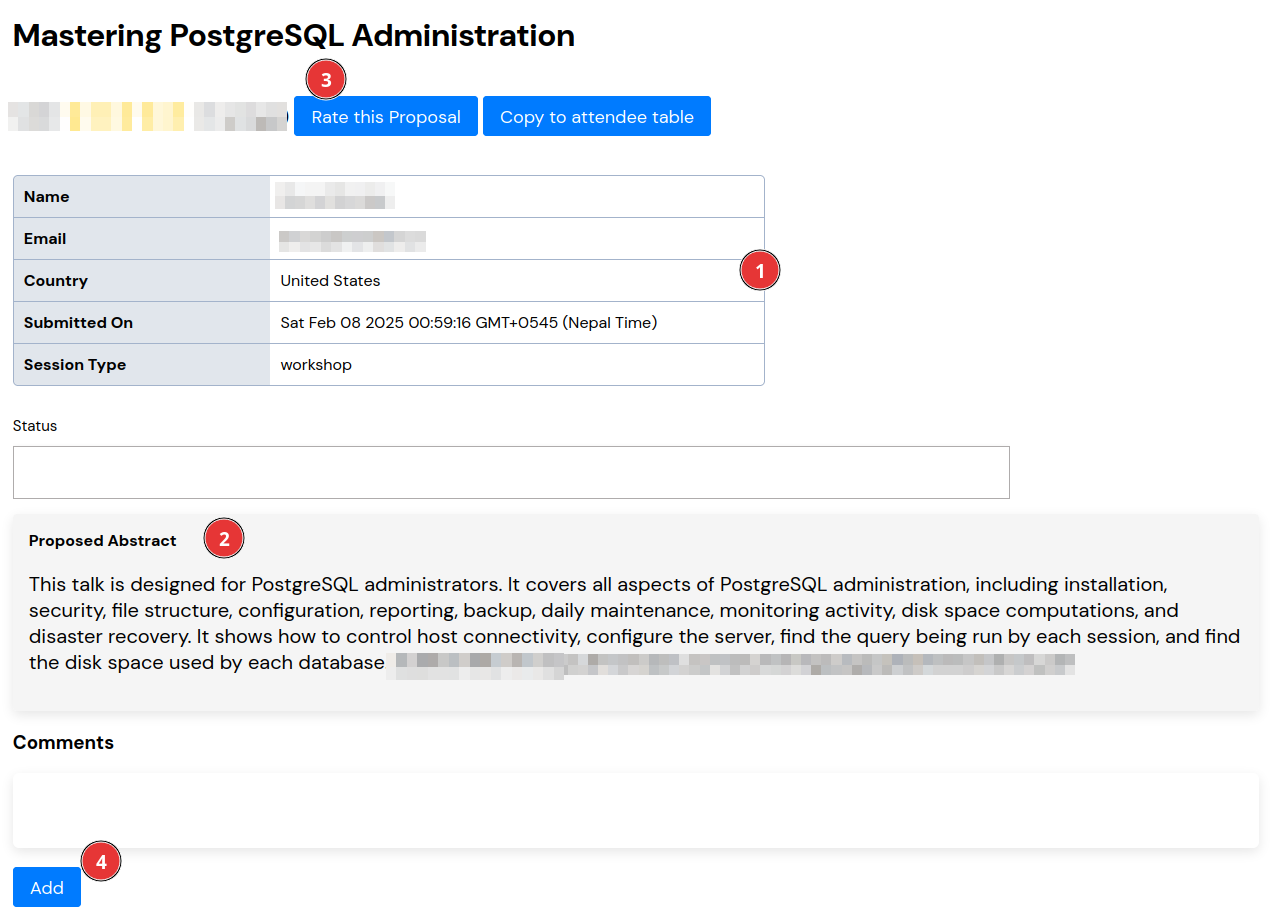 Mastering PostgreSQL Administration
3
Rate this Proposal Copy to attendee table
Name
Email
1
Country United States
Submitted On Sat Feb 08 2025 00:59:16 GMT+0545 (Nepal Time)
Session Type workshop
Status
Proposed Abstract 2
This talk is designed for PostgreSQL administrators. It covers all aspects of PostgreSQL administration, including installation,
security, file structure, configuration, reporting, backup, daily maintenance, monitoring activity, disk space computations, and
disaster recovery. It shows how to control host connectivity, configure the server, find the query being run by each session, and find
the disk space used by each database
Comments
4
Add